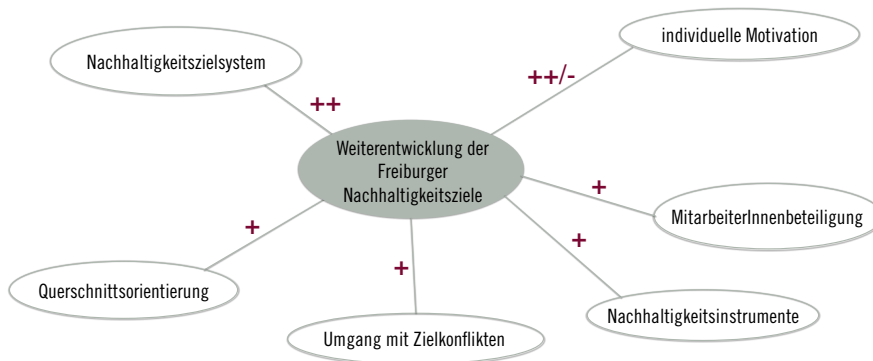 individuelle Motivation
Nachhaltigkeitszielsystem
++/-
++
Weiterentwicklung der
Freiburger
Nachhaltigkeitsziele
+
MitarbeiterInnenbeteiligung
+
+
+
Querschnittsorientierung
Nachhaltigkeitsinstrumente
Umgang mit Zielkonflikten